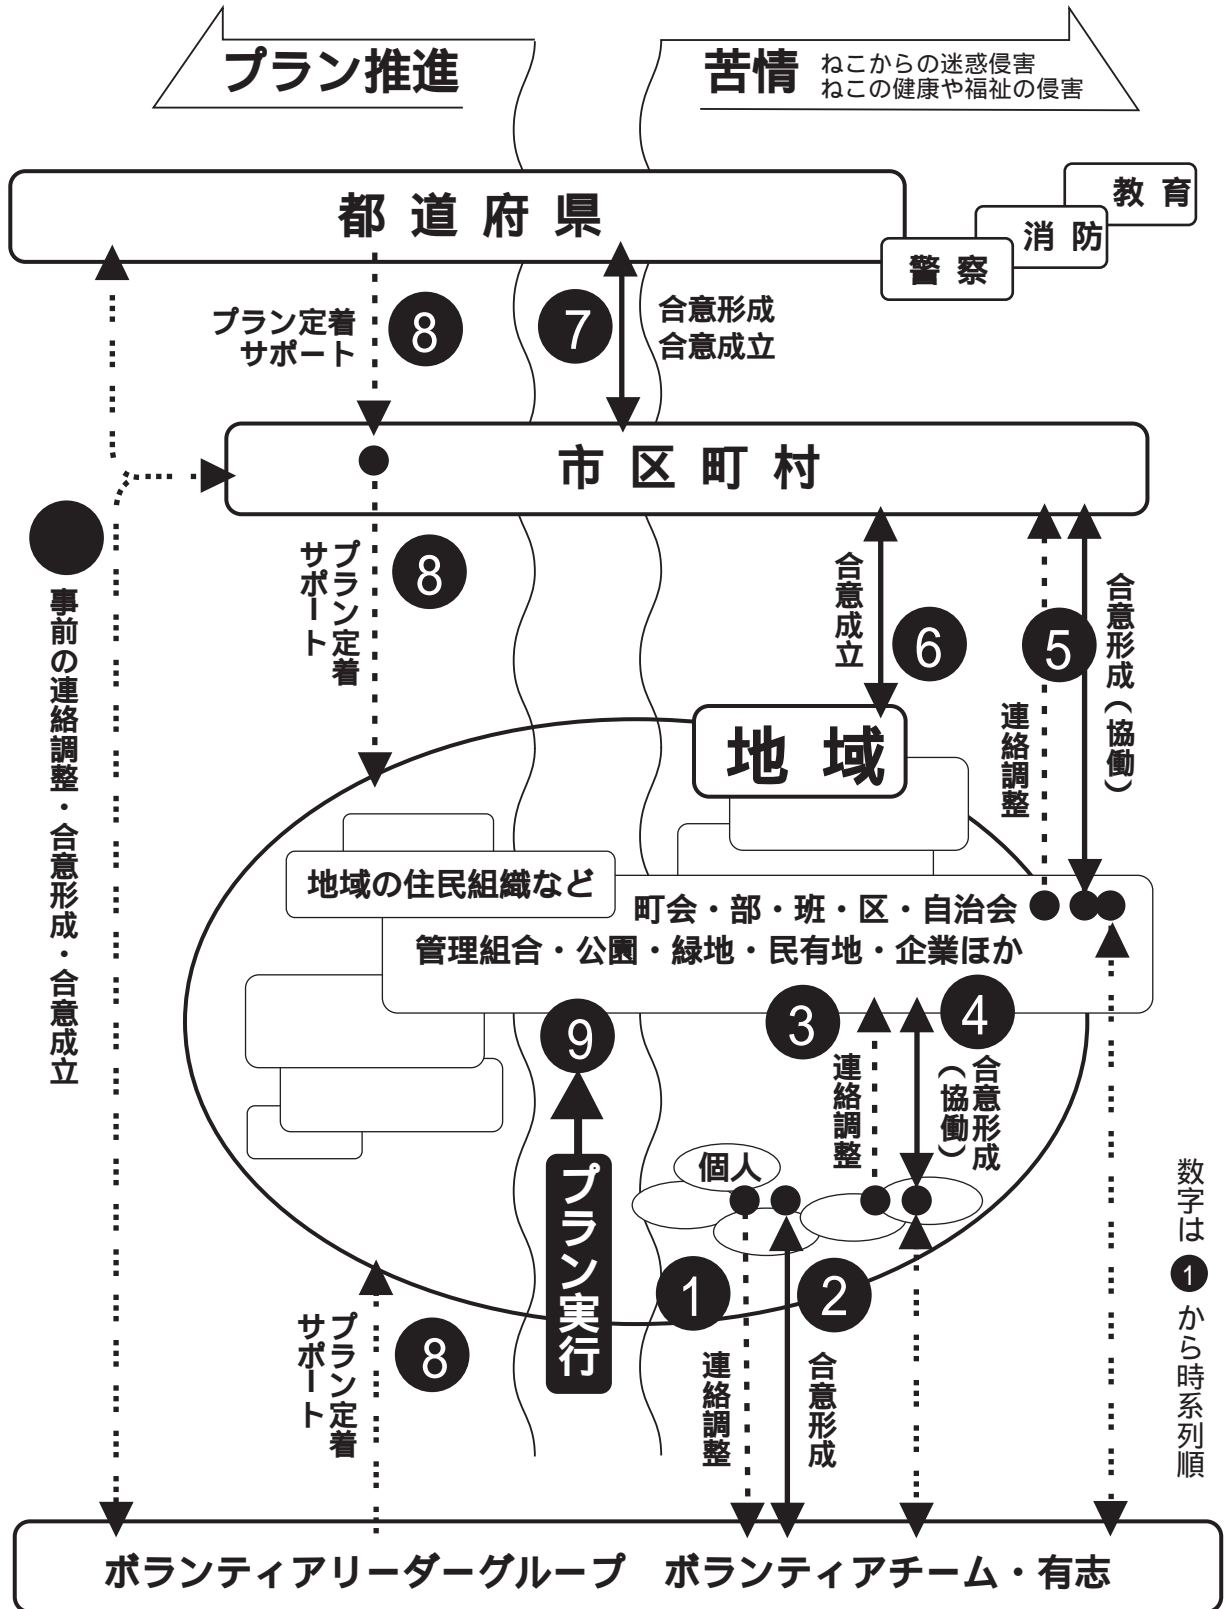 プラン推進
苦情
ねこからの迷惑侵害
ねこの健康や福祉の侵害
都道府県
教育
消防
警察
プラン定着
サポート
8
7
合意形成
合意成立
市区町村
事前の連絡調整・合意形成・合意成立
プラン定着
サポート
8
合意成立
6
連絡調整
5
合意形成(協働)
地域
地域の住民組織など
町会・部・班・区・自治会
管理組合・公園・緑地・民有地・企業ほか
9
プラン実行
3
連絡調整
4
合意形成
(協働)
個人
1
連絡調整
2
合意形成
プラン定着
サポート
8
数字は1から時系列順
ボランティアリーダーグループ ボランティアチーム・有志